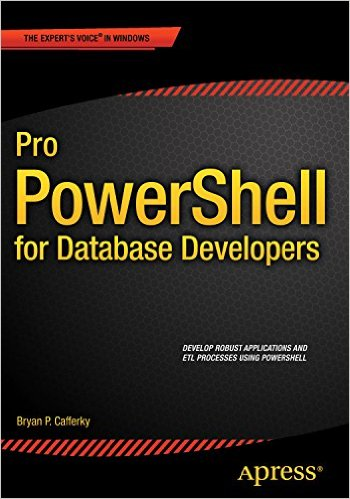 THE EXPERT'S VOICE® IN WINDOWS
Pro
PowerShell
for Database Developers
DEVELOP ROBUST APPLICATIONS AND
ETL PROCESSES USING POWERSHELL
Bryan P. Cafferky
Apress®